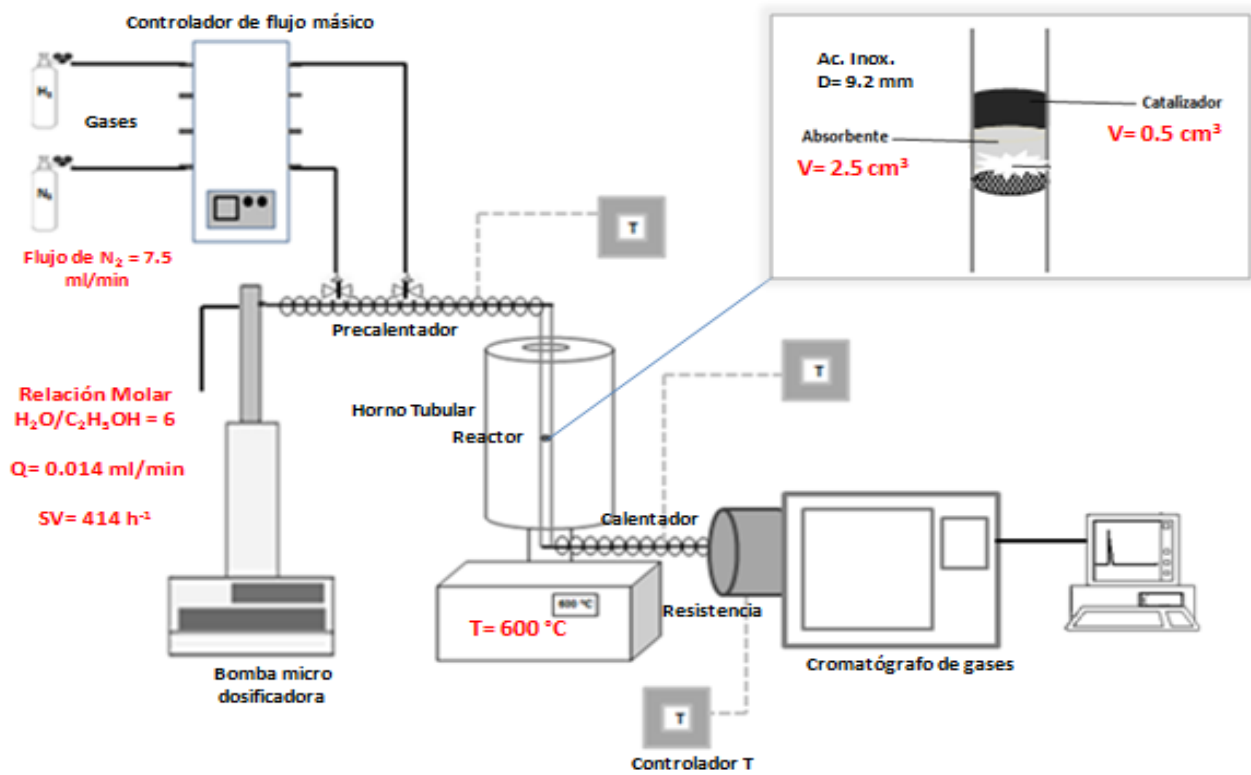 Controlador de flujo másico
H₂
Gases
N₂
Flujo de N₂ = 7.5
ml/min
Ac. Inox.
D= 9.2 mm
Catalizador
V= 0.5 cm³
Absorbente
V= 2.5 cm³
T
Precalentador
T
Relación Molar
H₂O/C₂H₅OH = 6
Q= 0.014 ml/min
SV= 414 h⁻¹
Horno Tubular
Reactor
Calentador
600 °C
T= 600 °C
Resistencia
Cromatógrafo de gases
Bomba micro
dosificadora
T
Controlador T